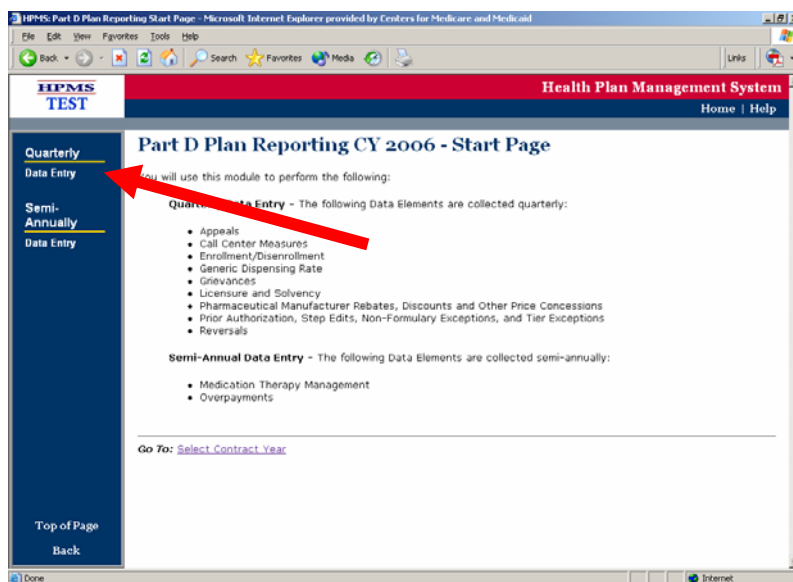 HPMS: Part D Plan Reporting Start Page - Microsoft Internet Explorer provided by Centers for Medicare and Medicaid
File Edit View Favorites Tools Help
Back Search Favorites Media Links
HPMS
TEST
Health Plan Management System
Home | Help
Quarterly
Data Entry
Semi-
Annually
Data Entry
Top of Page
Back
Part D Plan Reporting CY 2006 - Start Page
You will use this module to perform the following:
Data Entry - The following Data Elements are collected quarterly:
• Appeals
• Call Center Measures
• Enrollment/Disenrollment
• Generic Dispensing Rate
• Grievances
• Licensure and Solvency
• Pharmaceutical Manufacturer Rebates, Discounts and Other Price Concessions
• Prior Authorization, Step Edits, Non-Formulary Exceptions, and Tier Exceptions
• Reversals
Semi-Annual Data Entry - The following Data Elements are collected semi-annually:
• Medication Therapy Management
• Overpayments
Go To: Select Contract Year
Done
Internet